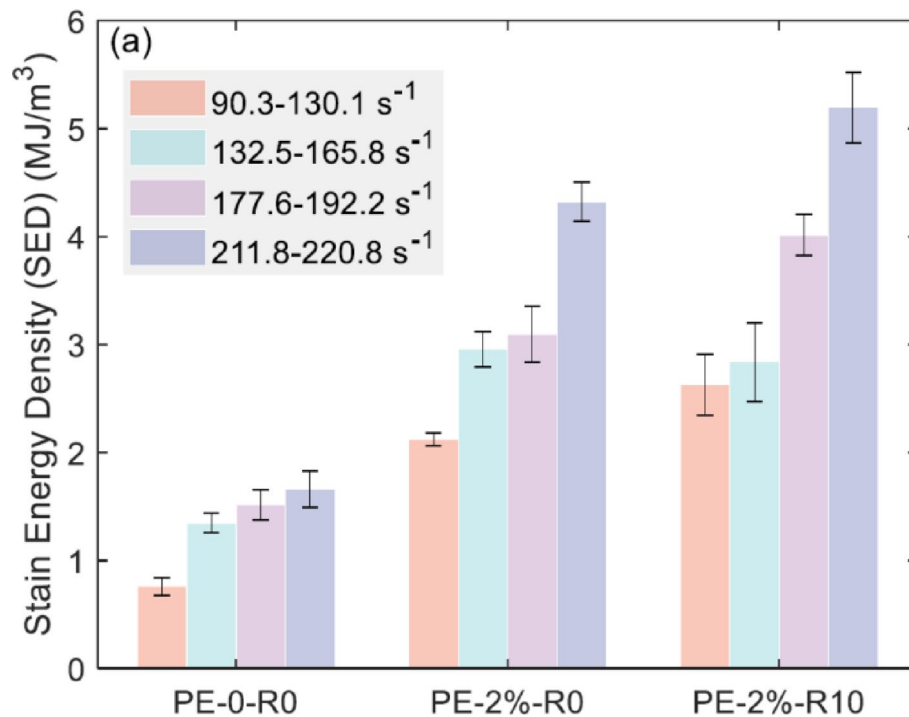 (a)
90.3-130.1 s⁻¹
132.5-165.8 s⁻¹
177.6-192.2 s⁻¹
211.8-220.8 s⁻¹
Stain Energy Density (SED) (MJ/m³)
6
5
4
3
2
1
0
PE-0-R0 PE-2%-R0 PE-2%-R10